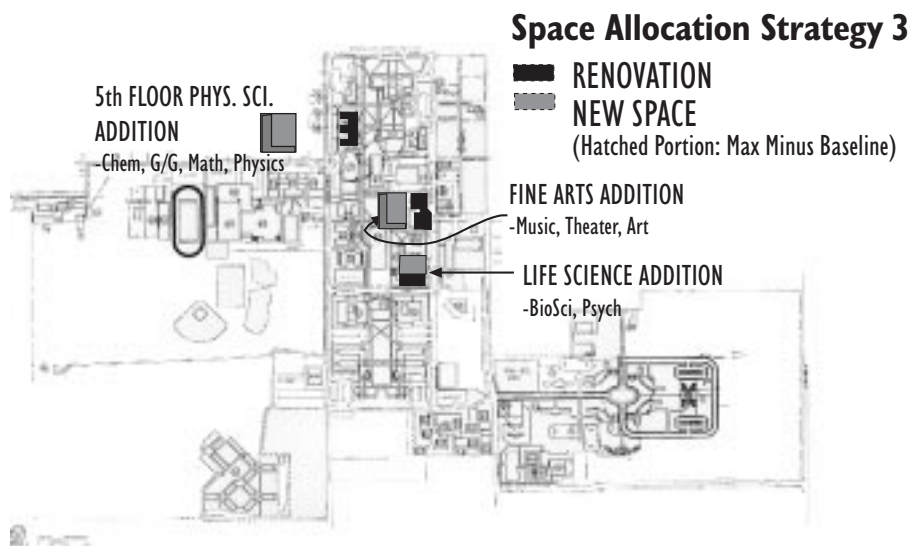 Space Allocation Strategy 3
RENOVATION
NEW SPACE
(Hatched Portion: Max Minus Baseline)
5th FLOOR PHYS. SCI.
ADDITION
-Chem, G/G, Math, Physics
FINE ARTS ADDITION
-Music, Theater, Art
LIFE SCIENCE ADDITION
-BioSci, Psych